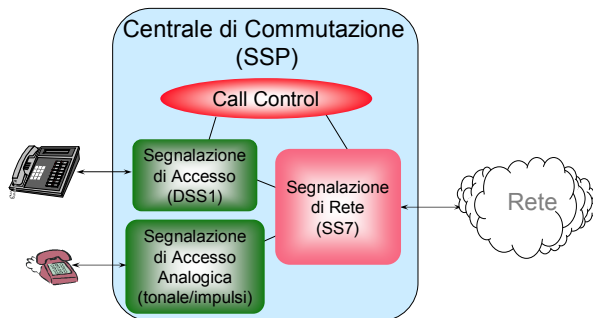 Centrale di Commutazione
(SSP)
Call Control
Segnalazione
di Accesso
(DSS1)
Segnalazione
di Rete
(SS7)
Rete
Segnalazione
di Accesso
Analogica
(tonale/impulsi)